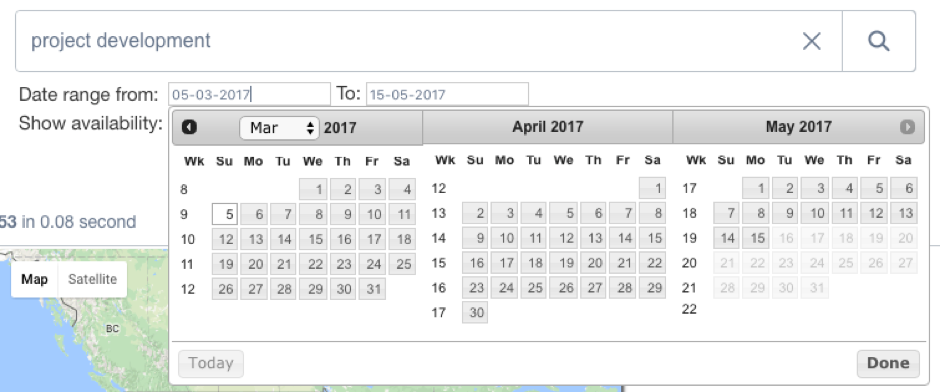 project development
Date range from: 05-03-2017 To: 15-05-2017
Show availability:
Mar 2017 April 2017 May 2017
Wk Su Mo Tu We Th Fr Sa Wk Su Mo Tu We Th Fr Sa Wk Su Mo Tu We Th Fr Sa
8 1 2 3 4 12 1 17 1 2 3 4 5 6
9 5 6 7 8 9 10 11 13 2 3 4 5 6 7 8 18 7 8 9 10 11 12 13
10 12 13 14 15 16 17 18 14 9 10 11 12 13 14 15 19 14 15 16 17 18 19 20
11 19 20 21 22 23 24 25 15 16 17 18 19 20 21 22 20 21 22 23 24 25 26 27
12 26 27 28 29 30 31 16 23 24 25 26 27 28 29 21 28 29 30 31
17 30 22
53 in 0.08 second
Map Satellite
BC
Today Done